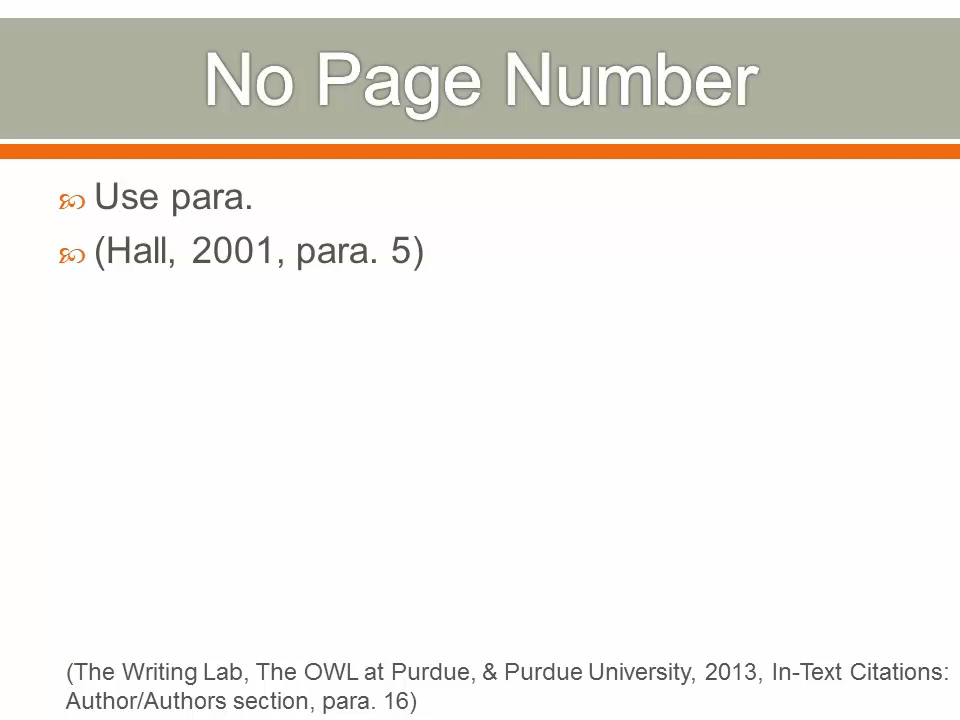 No Page Number
Use para.
(Hall, 2001, para. 5)
(The Writing Lab, The OWL at Purdue, & Purdue University, 2013, In-Text Citations:
Author/Authors section, para. 16)